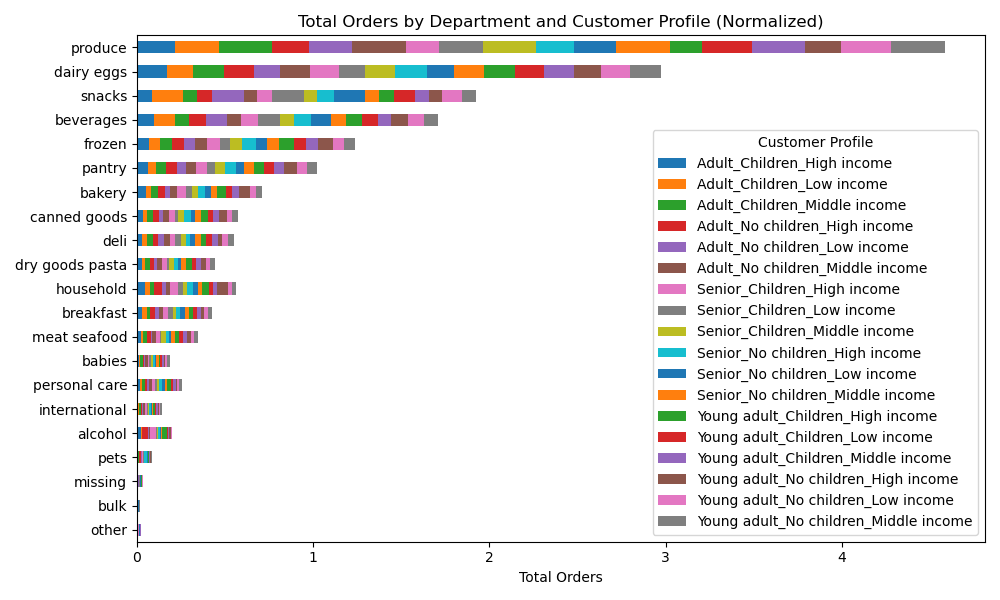 Total Orders by Department and Customer Profile (Normalized)
produce
dairy eggs
snacks
beverages
frozen
pantry
bakery
canned goods
deli
dry goods pasta
household
breakfast
meat seafood
babies
personal care
international
alcohol
pets
missing
bulk
other
Customer Profile
Adult_Children_High income
Adult_Children_Low income
Adult_Children_Middle income
Adult_No children_High income
Adult_No children_Low income
Adult_No children_Middle income
Senior_Children_High income
Senior_Children_Low income
Senior_Children_Middle income
Senior_No children_High income
Senior_No children_Low income
Senior_No children_Middle income
Young adult_Children_High income
Young adult_Children_Low income
Young adult_Children_Middle income
Young adult_No children_High income
Young adult_No children_Low income
Young adult_No children_Middle income
0 1 2 3 4
Total Orders